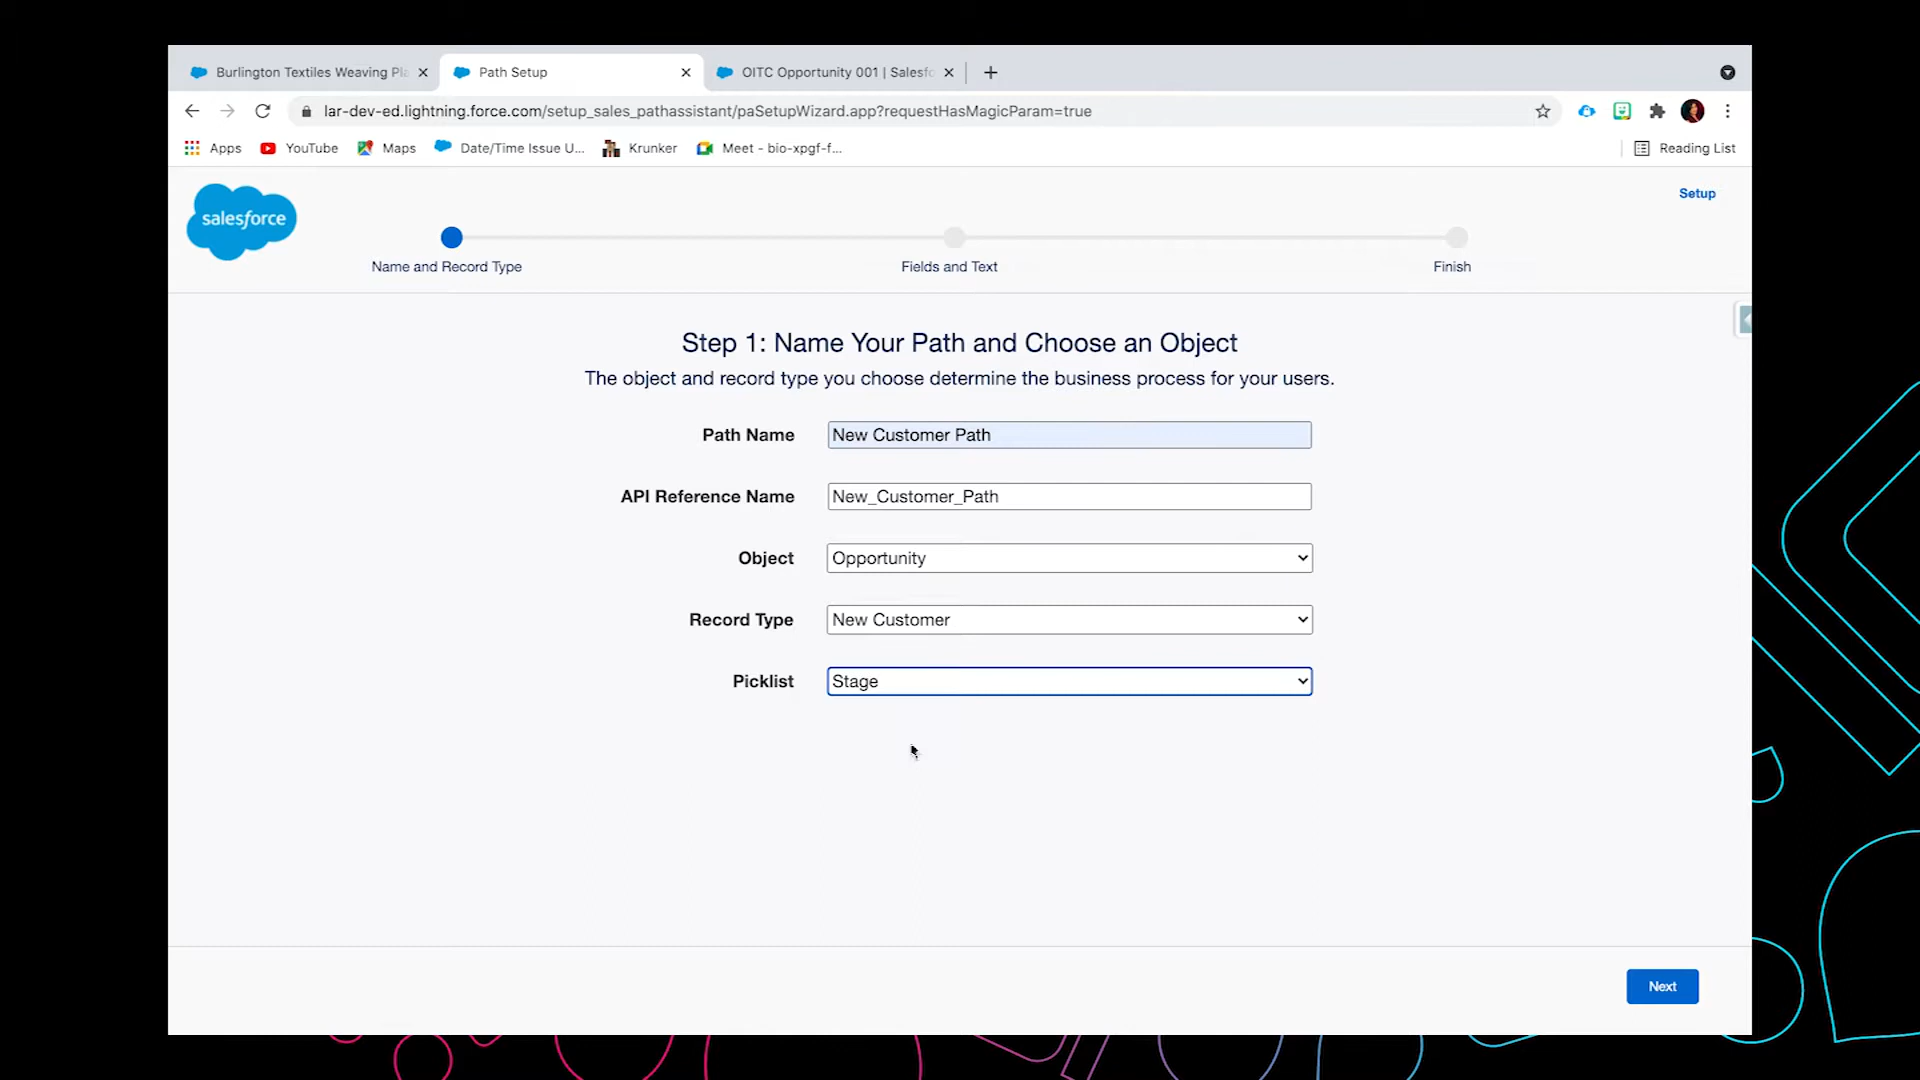 Burlington Textiles Weaving Pla
Path Setup
OITC Opportunity 001 | Salesfo
lar-dev-ed.lightning.force.com/setup_sales_pathassistant/paSetupWizard.app?requestHasMagicParam=true
Apps
YouTube
Maps
Date/Time Issue U...
Krunker
Meet - bio-xpgf-f...
Reading List
salesforce
Setup
Name and Record Type
Fields and Text
Finish
Step 1: Name Your Path and Choose an Object
The object and record type you choose determine the business process for your users.
Path Name
New Customer Path
API Reference Name
New_Customer_Path
Object
Opportunity
Record Type
New Customer
Picklist
Stage
Next